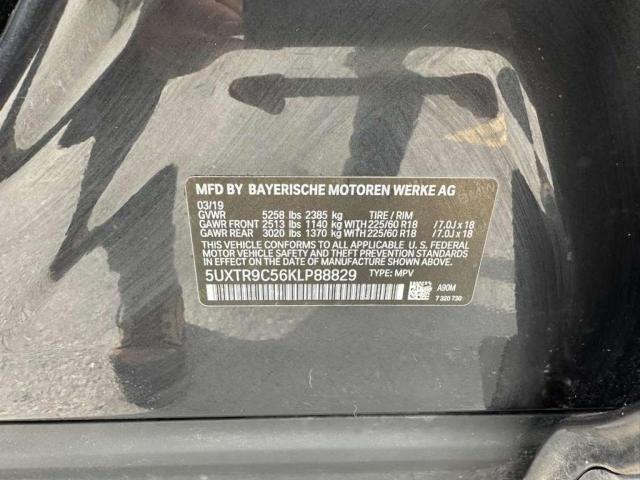 MFD BY BAYERISCHE MOTOREN WERKE AG
03/19
GVWR 5258 lbs 2385 kg TIRE / RIM
GAWR FRONT 2513 lbs 1140 kg WITH 225/60 R18 /7.0J x 18
GAWR REAR 3020 lbs 1370 kg WITH 225/60 R18 /7.0J x 18
THIS VEHICLE CONFORMS TO ALL APPLICABLE U. S. FEDERAL
MOTOR VEHICLE SAFETY AND THEFT PREVENTION STANDARDS
IN EFFECT ON THE DATE OF MANUFACTURE SHOWN ABOVE.
5UXTR9C56KLP88829 TYPE: MPV
A90M
7 320 730
BMW